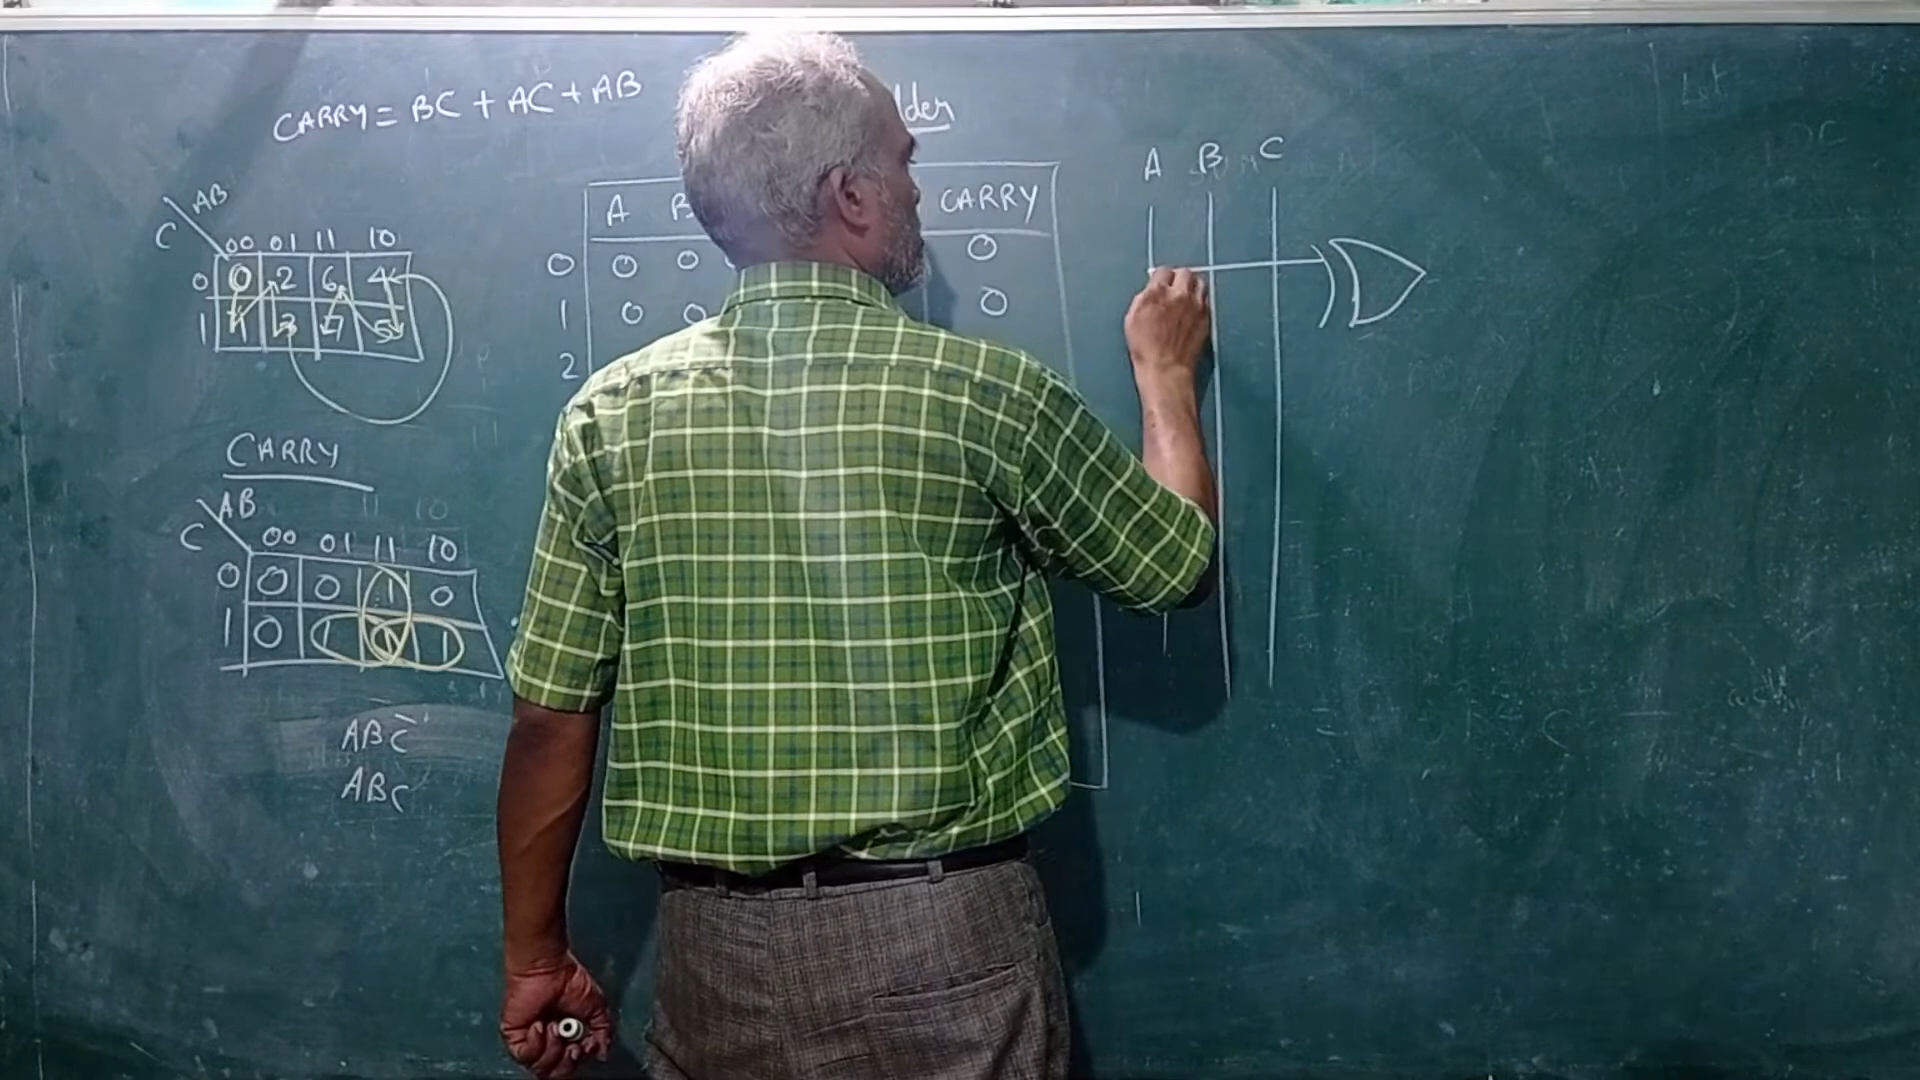 CARRY = BC + AC + AB
AB
C
00 01 11 10
0 0 2 6 4
1 1 3 7 5
CARRY
AB
C
00 01 11 10
0 0 0 1 0
1 0 1 1 1
ABC̄
ABC
A B CARRY
0 0 0 0
1 0 0 0
2
A B C